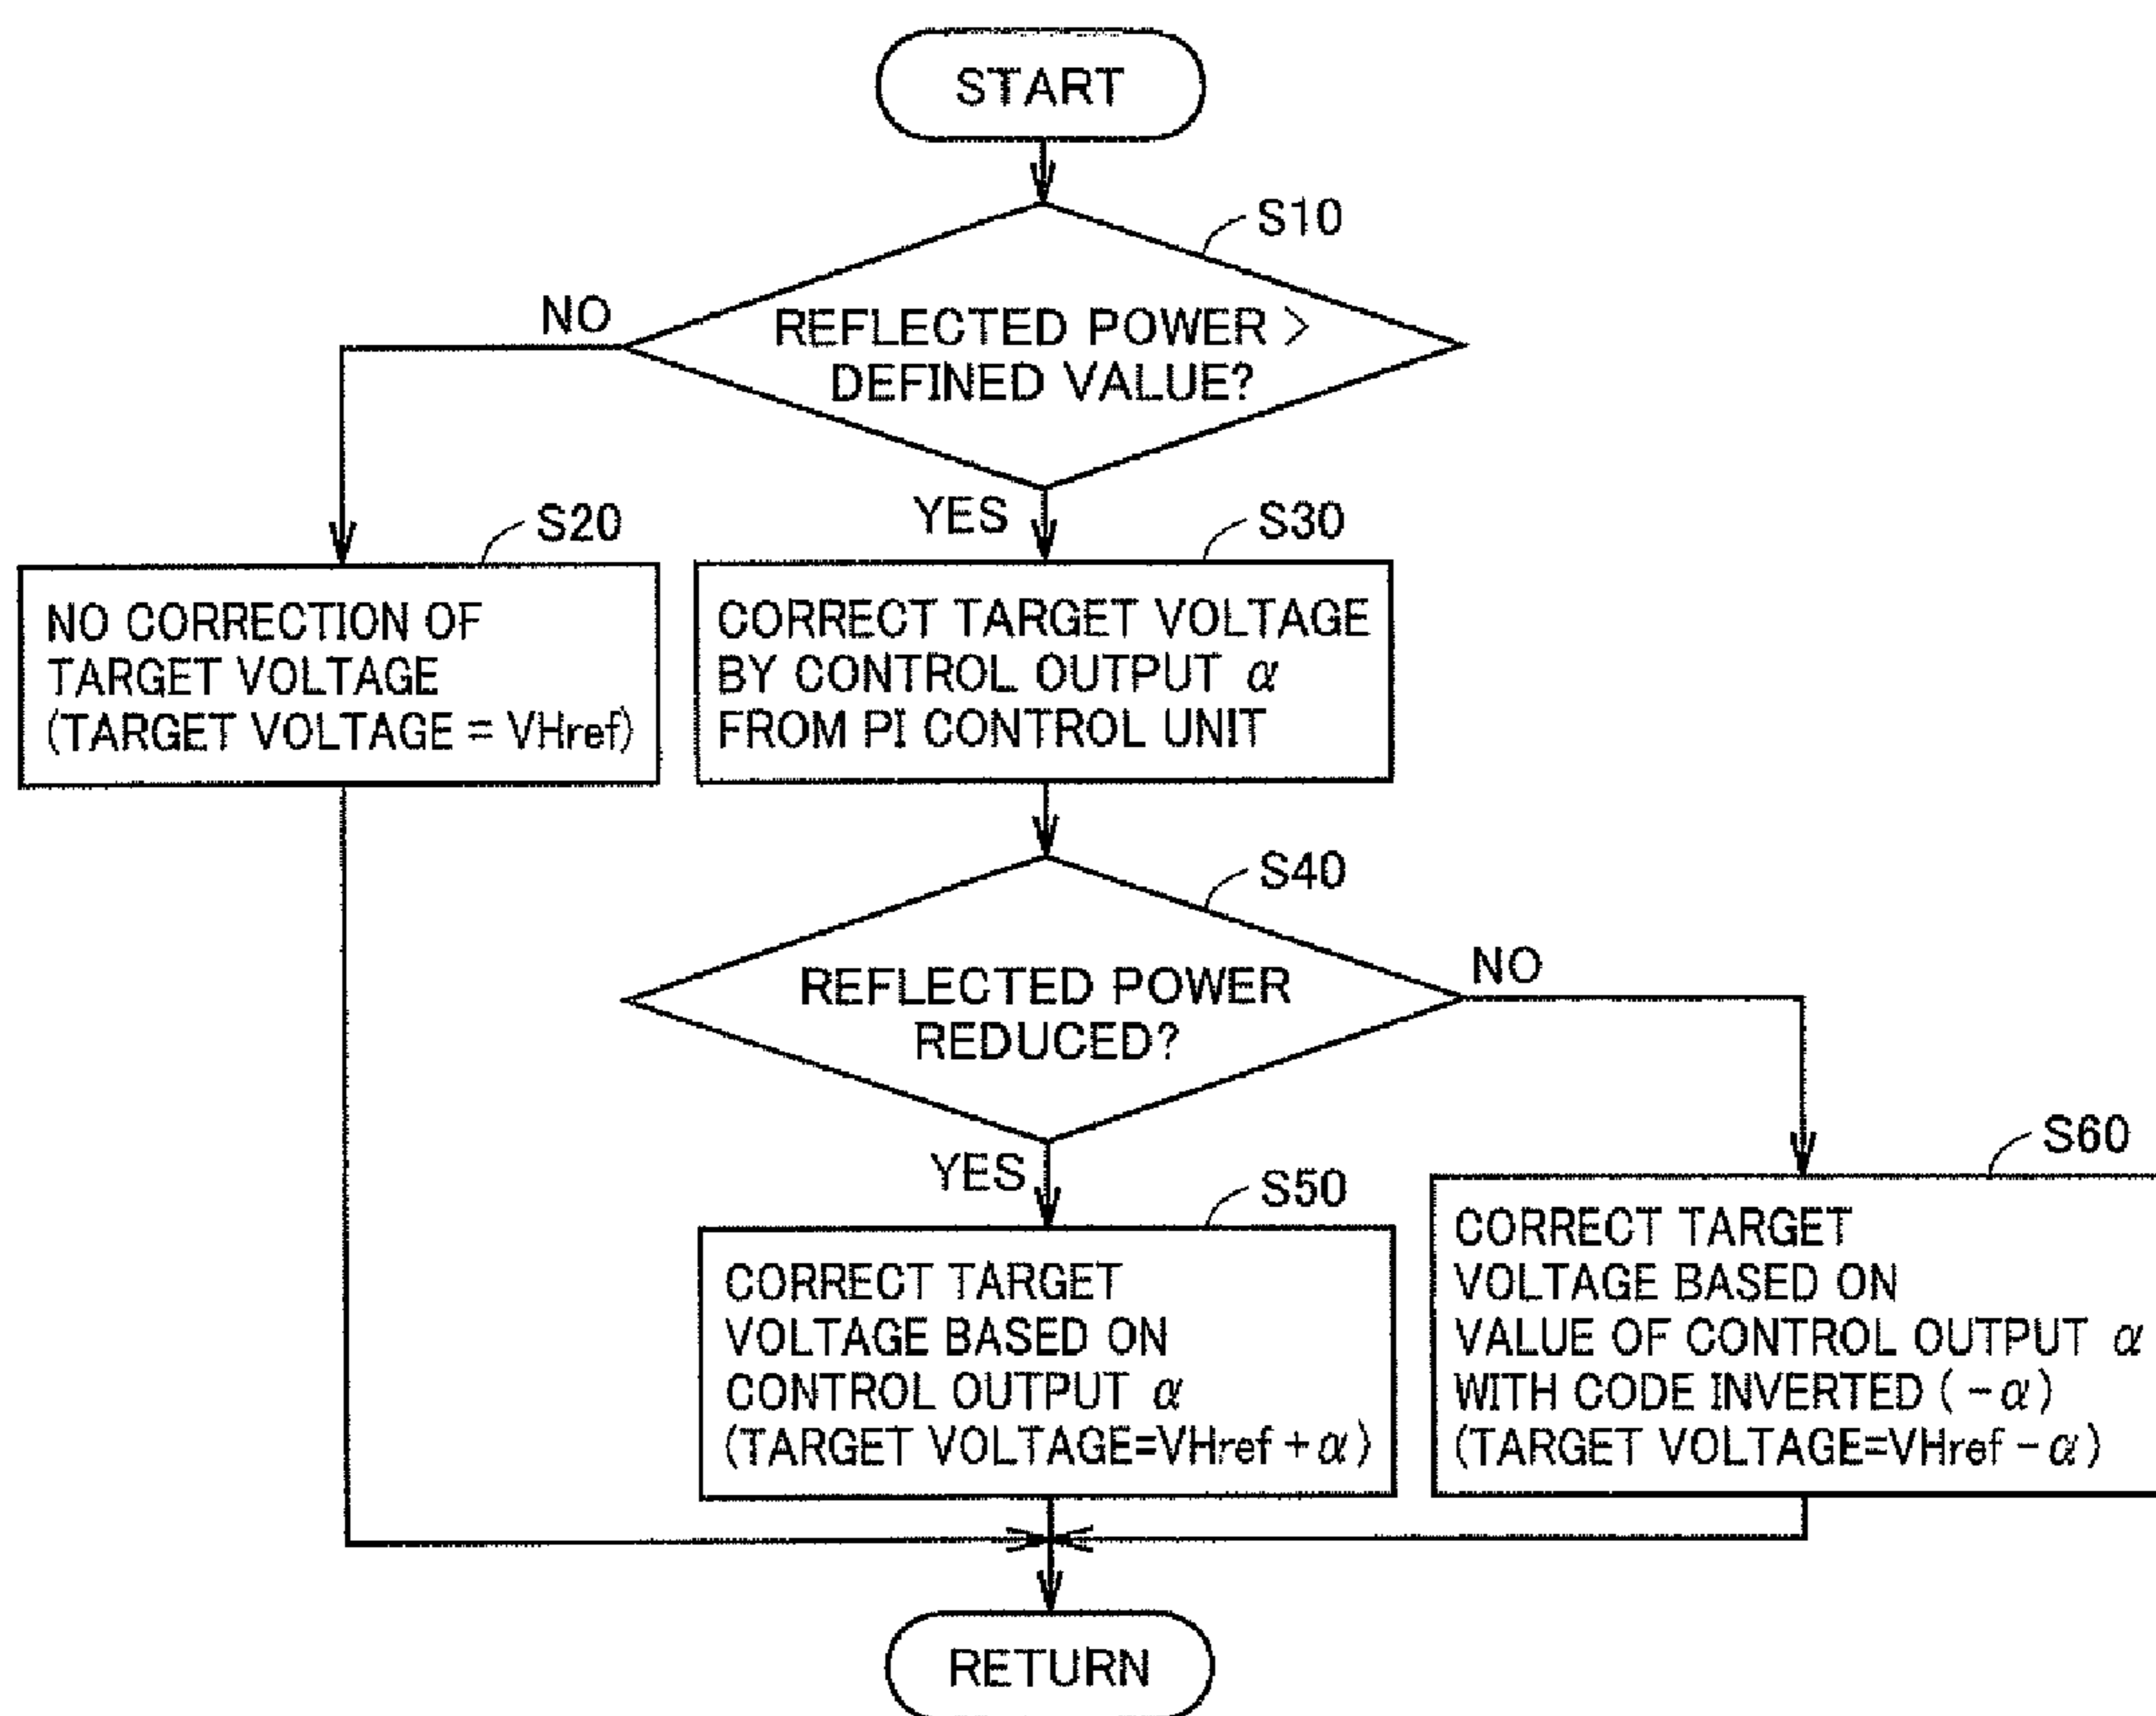 START
S10
REFLECTED POWER >
DEFINED VALUE?
NO
YES
S20
NO CORRECTION OF
TARGET VOLTAGE
(TARGET VOLTAGE = VHref)
S30
CORRECT TARGET VOLTAGE
BY CONTROL OUTPUT α
FROM PI CONTROL UNIT
S40
REFLECTED POWER
REDUCED?
NO
YES
S50
CORRECT TARGET
VOLTAGE BASED ON
CONTROL OUTPUT α
(TARGET VOLTAGE=VHref+α)
S60
CORRECT TARGET
VOLTAGE BASED ON
VALUE OF CONTROL OUTPUT α
WITH CODE INVERTED (-α)
(TARGET VOLTAGE=VHref-α)
RETURN